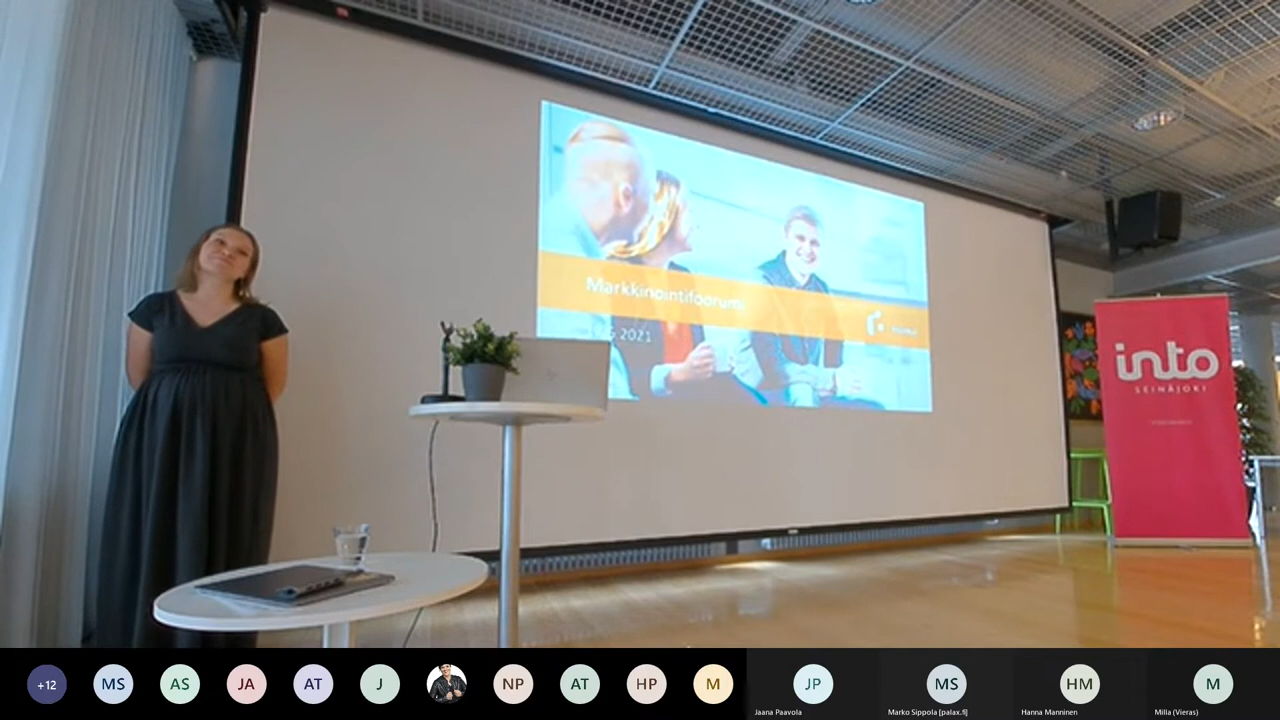 Markkinointifoorumi
2021
into
SEINÄJOKI
+12
MS
AS
JA
AT
J
NP
AT
HP
M
JP
MS
HM
M
Jaana Paavola
Marko Sippola [palax.fi]
Hanna Manninen
Milla (Vieras)